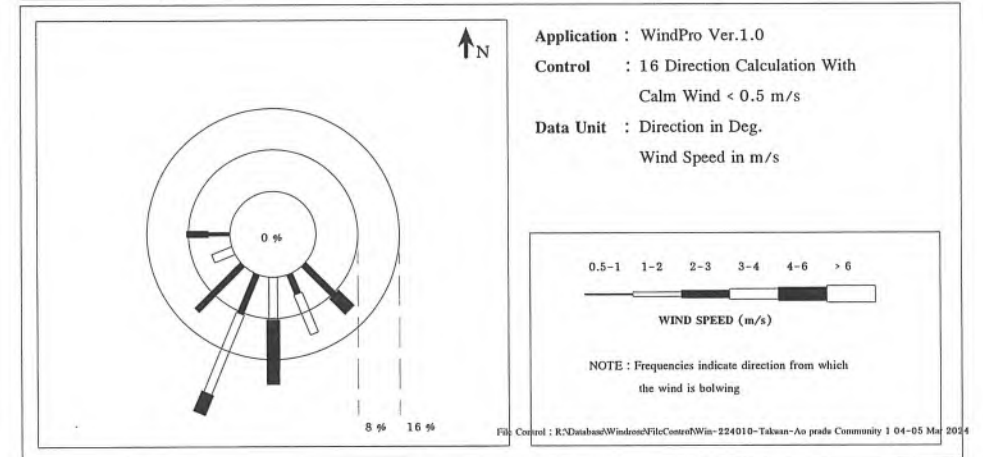 N
Application : WindPro Ver.1.0
Control : 16 Direction Calculation With
Calm Wind < 0.5 m/s
Data Unit : Direction in Deg.
Wind Speed in m/s
0 %
8 % 16 %
0.5-1 1-2 2-3 3-4 4-6 > 6
WIND SPEED (m/s)
NOTE : Frequencies indicate direction from which
the wind is bolwing
File Control : R:\Database\Windrose\FileControl\Win-224010-Takuan-Ao pradu Community 1 04-05 Mar 2024